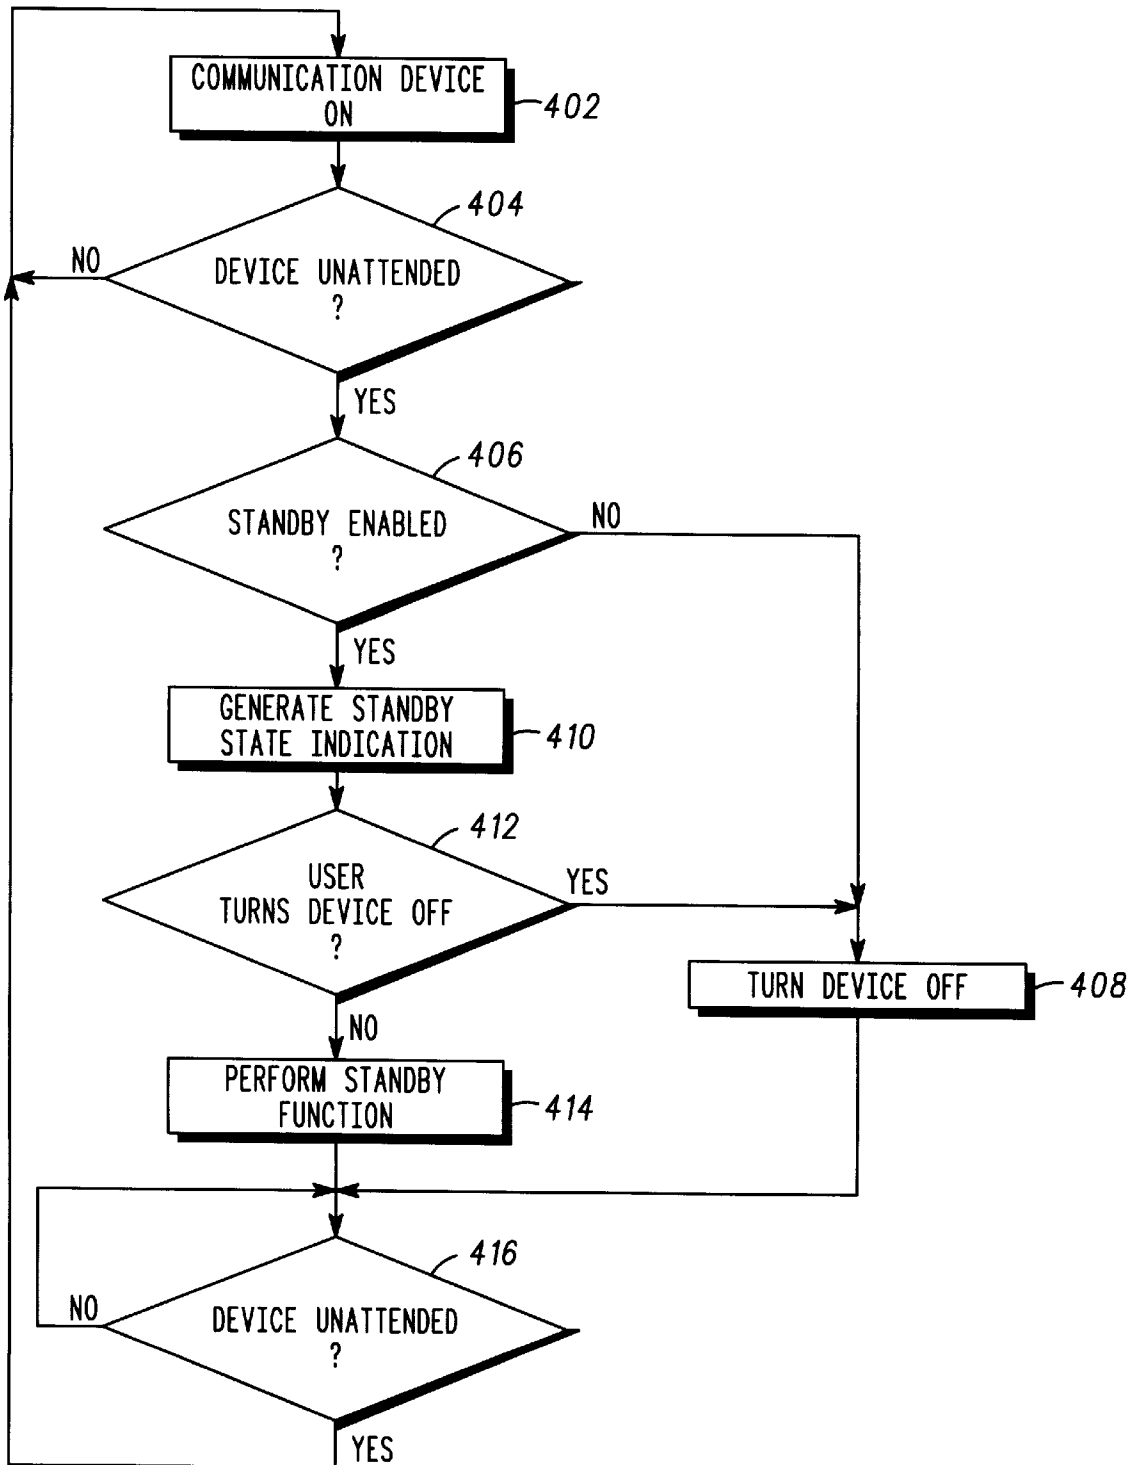 COMMUNICATION DEVICE
ON
402
404
NO
DEVICE UNATTENDED
?
YES
406
STANDBY ENABLED
?
NO
YES
GENERATE STANDBY
STATE INDICATION
410
412
USER
TURNS DEVICE OFF
?
YES
TURN DEVICE OFF
408
NO
PERFORM STANDBY
FUNCTION
414
416
NO
DEVICE UNATTENDED
?
YES